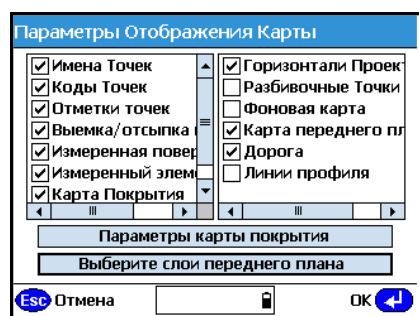 Параметры Отображения Карты
Имена Точек
Коды Точек
Отметки точек
Выемка/отсыпка
Измеренная повер
Измеренный элем
Карта Покрытия
Горизонтали Проек
Разбивочные Точки
Фоновая карта
Карта переднего пл
Дорога
Линии профиля
Параметры карты покрытия
Выберите слои переднего плана
Esc Отмена
OK